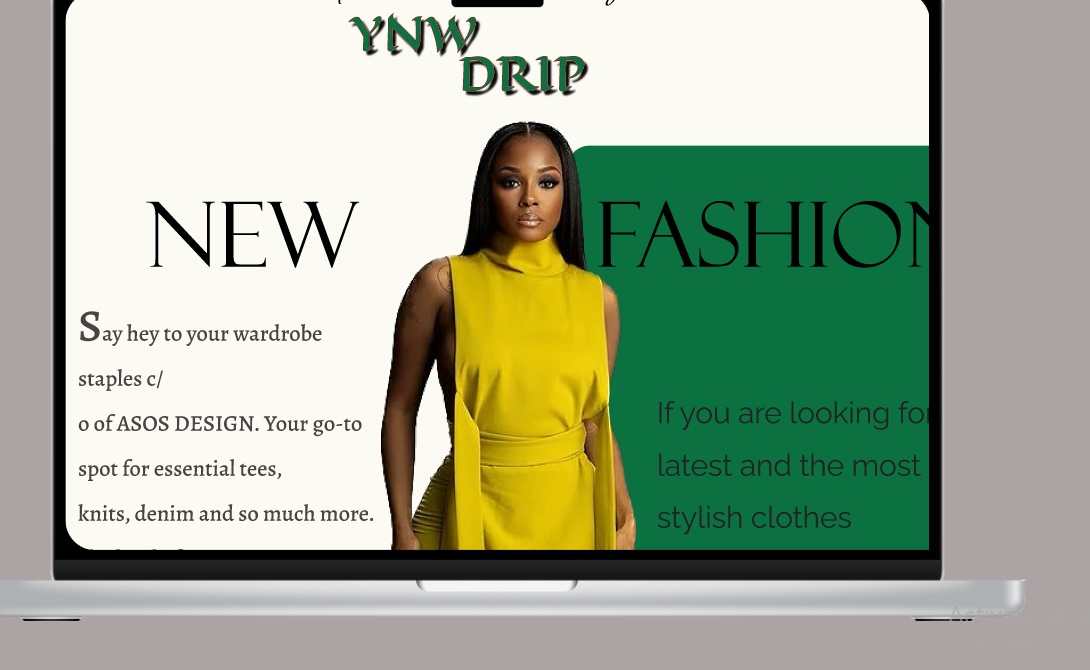 YNW
DRIP
NEW
FASHION
Say hey to your wardrobe
staples c/
o of ASOS DESIGN. Your go-to
spot for essential tees,
knits, denim and so much more.
If you are looking for
latest and the most
stylish clothes